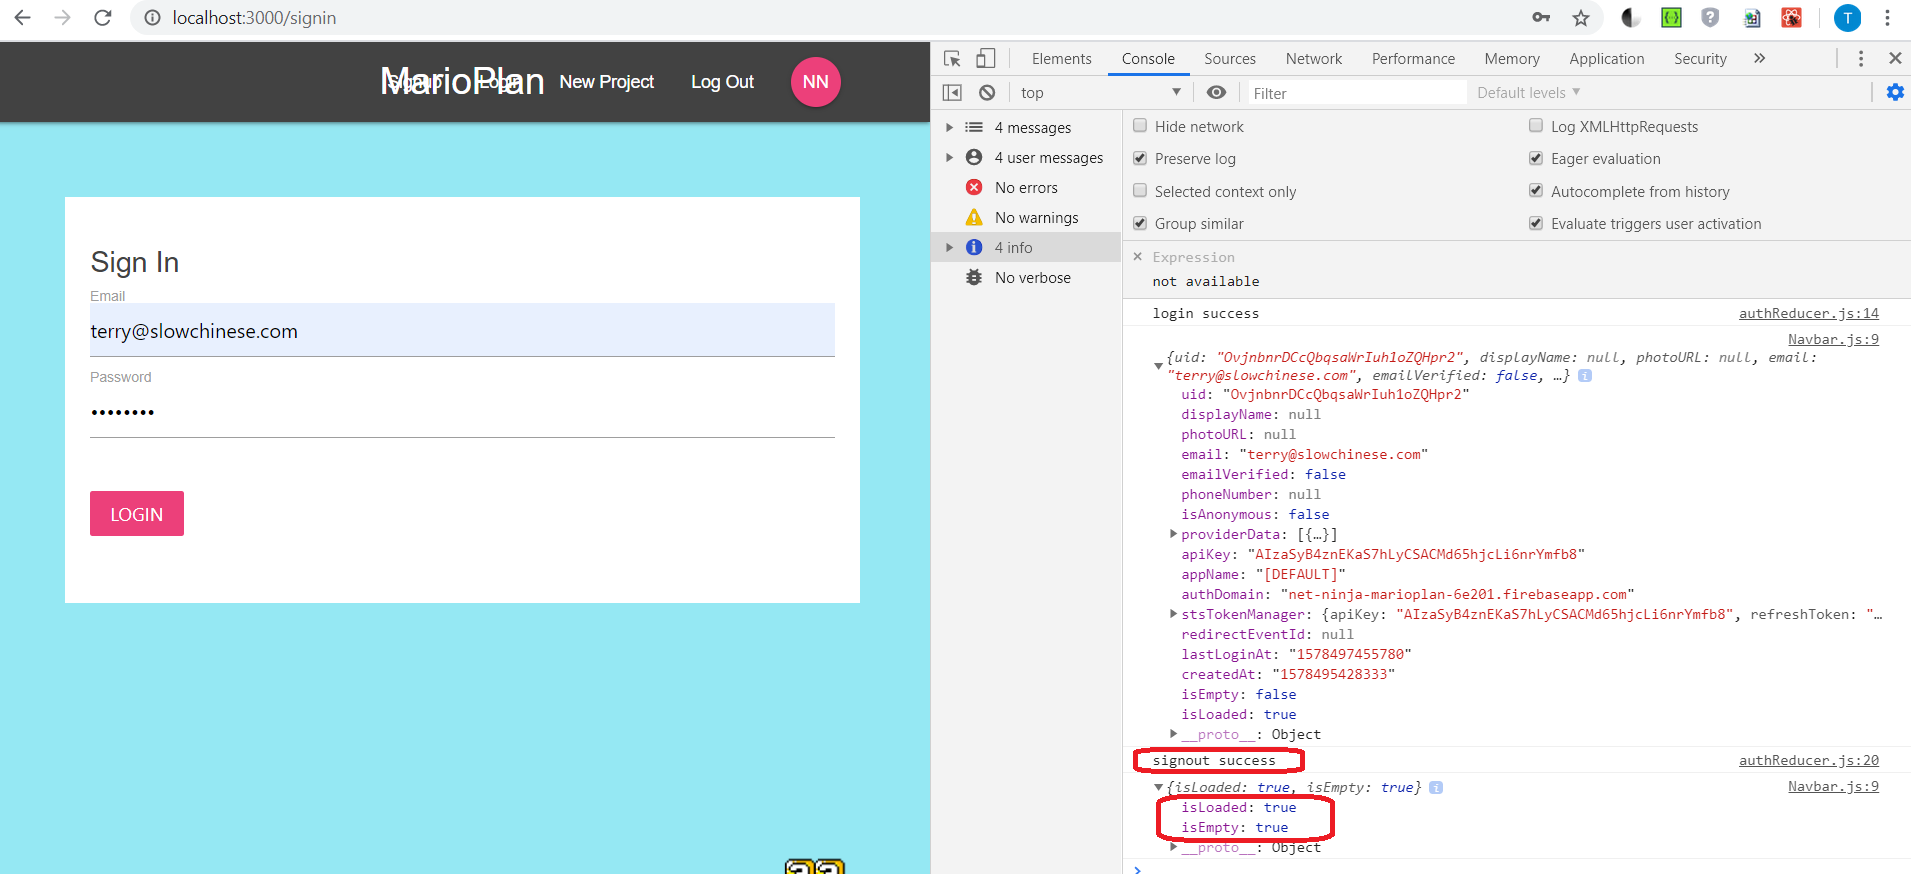 localhost:3000/signin
T
MarioPlan
Signup Login New Project Log Out NN
Sign In
Email
terry@slowchinese.com
Password
••••••••
LOGIN
??
Elements Console Sources Network Performance Memory Application Security »
top Filter Default levels ▼
4 messages
4 user messages
No errors
No warnings
4 info
No verbose
Hide network Log XMLHttpRequests
Preserve log Eager evaluation
Selected context only Autocomplete from history
Group similar Evaluate triggers user activation
× Expression
not available
login success authReducer.js:14
Navbar.js:9
{uid: "OvjnbnrDCcQbqsaWrIuh1oZQHpr2", displayName: null, photoURL: null, email:
"terry@slowchinese.com", emailVerified: false, …}
uid: "OvjnbnrDCcQbqsaWrIuh1oZQHpr2"
displayName: null
photoURL: null
email: "terry@slowchinese.com"
emailVerified: false
phoneNumber: null
isAnonymous: false
providerData: [{…}]
apiKey: "AIzaSyB4znEKaS7hLyCSACMd65hjcLi6nrYmfb8"
appName: "[DEFAULT]"
authDomain: "net-ninja-marioplan-6e201.firebaseapp.com"
stsTokenManager: {apiKey: "AIzaSyB4znEKaS7hLyCSACMd65hjcLi6nrYmfb8", refreshToken: "…
redirectEventId: null
lastLoginAt: "1578497455780"
createdAt: "1578495428333"
isEmpty: false
isLoaded: true
__proto__: Object
signout success authReducer.js:20
{isLoaded: true, isEmpty: true} Navbar.js:9
isLoaded: true
isEmpty: true
__proto__: Object